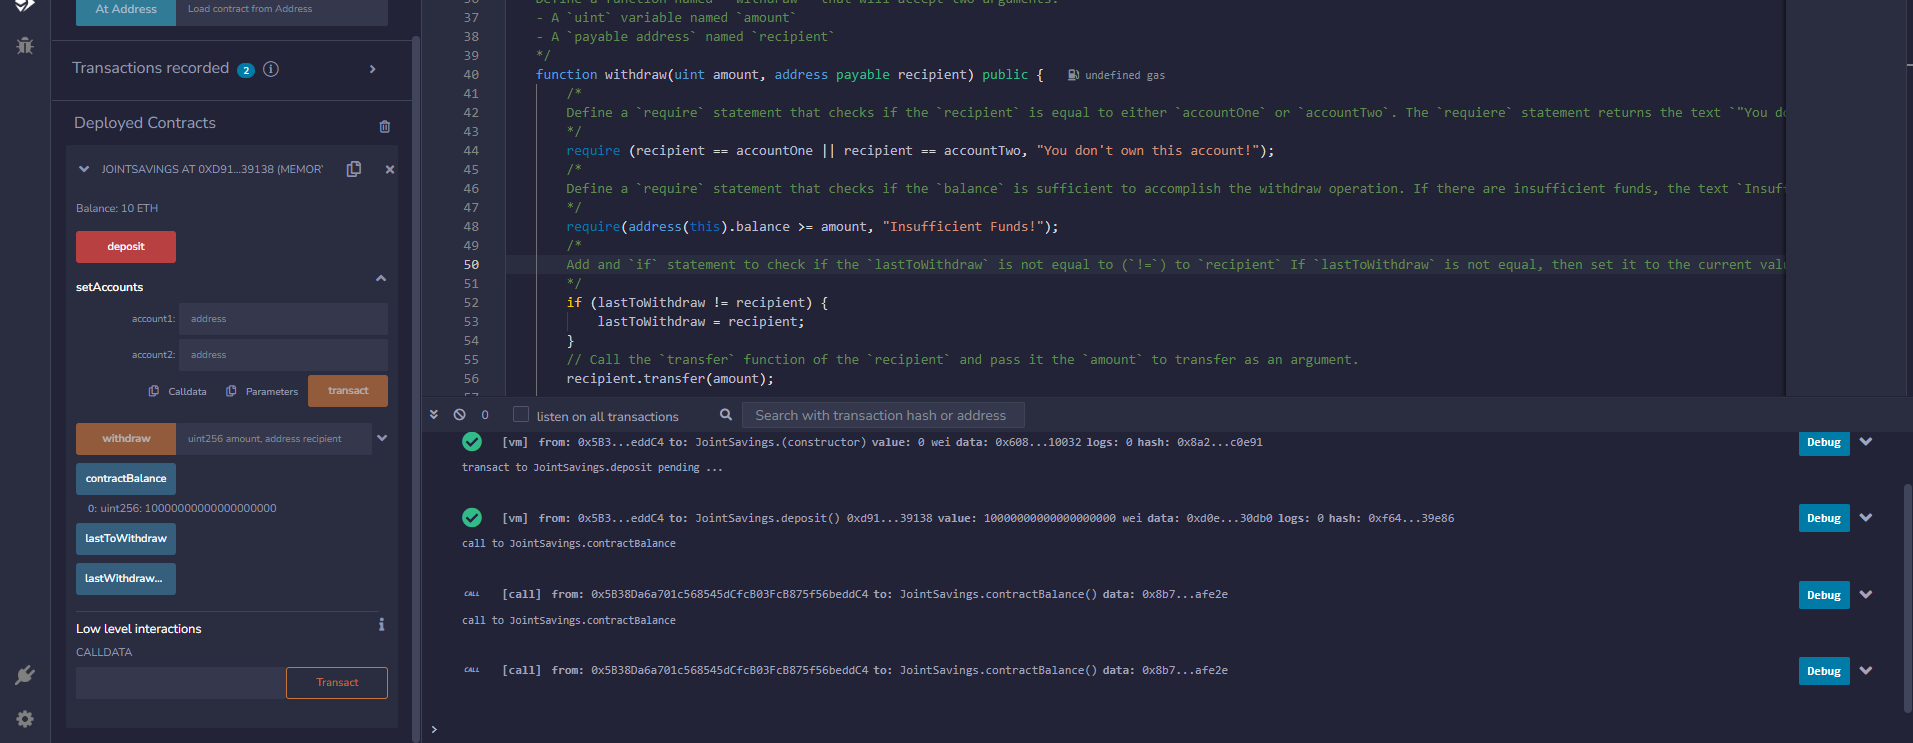 At Address
Load contract from Address
Transactions recorded 2 i
Deployed Contracts
JOINTSAVINGS AT 0XD91...39138 (MEMOR
Balance: 10 ETH
deposit
setAccounts
account1: address
account2: address
Calldata Parameters transact
withdraw uint256 amount, address recipient
contractBalance
0: uint256: 10000000000000000000
lastToWithdraw
lastWithdraw...
Low level interactions
CALLDATA
Transact
36 Define a function named `withdraw` that will accept two arguments.
37 - A `uint` variable named `amount`
38 - A `payable address` named `recipient`
39 */
40 function withdraw(uint amount, address payable recipient) public { undefined gas
41 /*
42 Define a `require` statement that checks if the `recipient` is equal to either `accountOne` or `accountTwo`. The `requiere` statement returns the text `"You do
43 */
44 require (recipient == accountOne || recipient == accountTwo, "You don't own this account!");
45 /*
46 Define a `require` statement that checks if the `balance` is sufficient to accomplish the withdraw operation. If there are insufficient funds, the text `Insuff
47 */
48 require(address(this).balance >= amount, "Insufficient Funds!");
49 /*
50 Add and `if` statement to check if the `lastToWithdraw` is not equal to (`!=`) to `recipient` If `lastToWithdraw` is not equal, then set it to the current val
51 */
52 if (lastToWithdraw != recipient) {
53 lastToWithdraw = recipient;
54 }
55 // Call the `transfer` function of the `recipient` and pass it the `amount` to transfer as an argument.
56 recipient.transfer(amount);
0 listen on all transactions Search with transaction hash or address
[vm] from: 0x5B3...eddC4 to: JointSavings.(constructor) value: 0 wei data: 0x608...10032 logs: 0 hash: 0x8a2...c0e91 Debug
transact to JointSavings.deposit pending ...
[vm] from: 0x5B3...eddC4 to: JointSavings.deposit() 0xd91...39138 value: 10000000000000000000 wei data: 0xd0e...30db0 logs: 0 hash: 0xf64...39e86 Debug
call to JointSavings.contractBalance
CALL [call] from: 0x5B38Da6a701c568545dCfcB03FcB875f56beddC4 to: JointSavings.contractBalance() data: 0x8b7...afe2e Debug
call to JointSavings.contractBalance
CALL [call] from: 0x5B38Da6a701c568545dCfcB03FcB875f56beddC4 to: JointSavings.contractBalance() data: 0x8b7...afe2e Debug
>